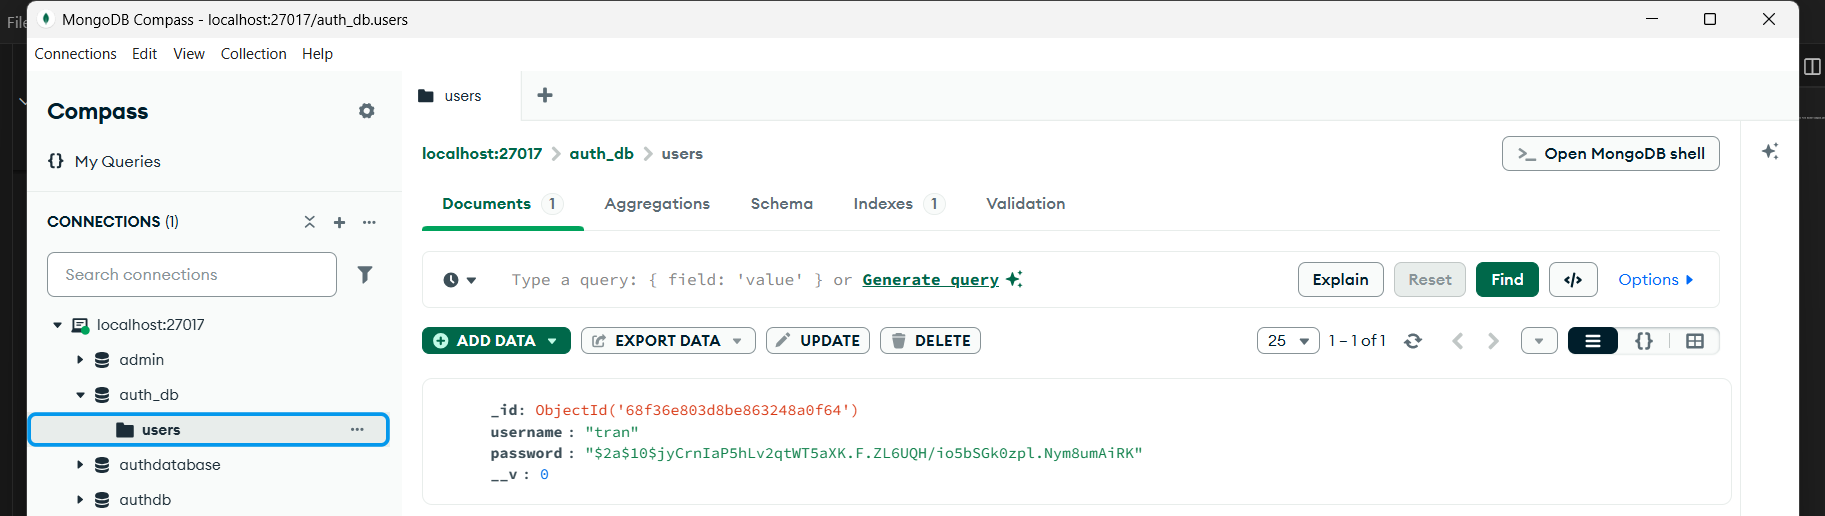 File
MongoDB Compass - localhost:27017/auth_db.users
Connections Edit View Collection Help
Compass
{} My Queries
CONNECTIONS (1)
Search connections
localhost:27017
admin
auth_db
users
authdatabase
authdb
users
localhost:27017 > auth_db > users
>_ Open MongoDB shell
Documents 1 Aggregations Schema Indexes 1 Validation
Type a query: { field: 'value' } or Generate query
Explain Reset Find </> Options
ADD DATA EXPORT DATA UPDATE DELETE
25 1 – 1 of 1 {}
_id: ObjectId('68f36e803d8be863248a0f64')
username : "tran"
password : "$2a$10$jyCrnIaP5hLv2qtWT5aXK.F.ZL6UQH/io5bSGk0zpl.Nym8umAiRK"
__v : 0